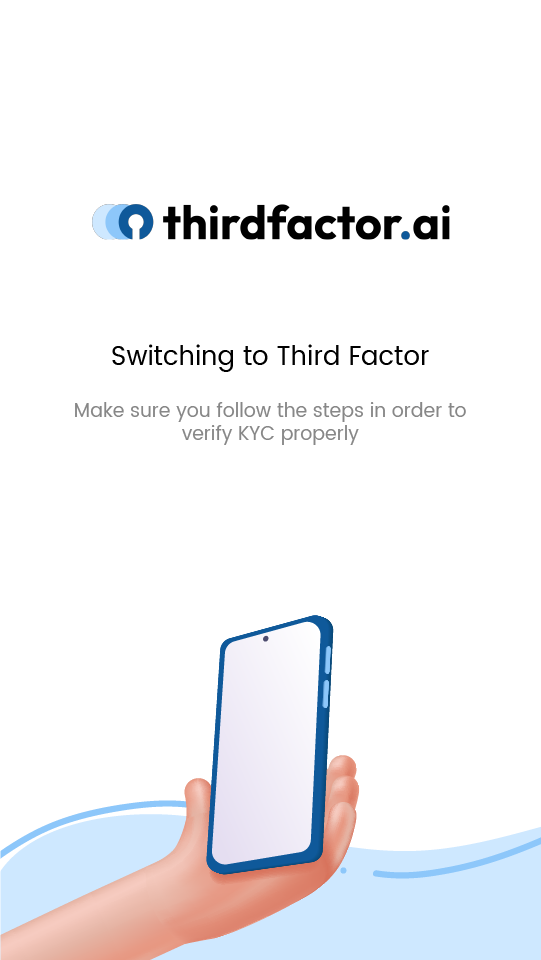 thirdfactor.ai
Switching to Third Factor
Make sure you follow the steps in order to
verify KYC properly